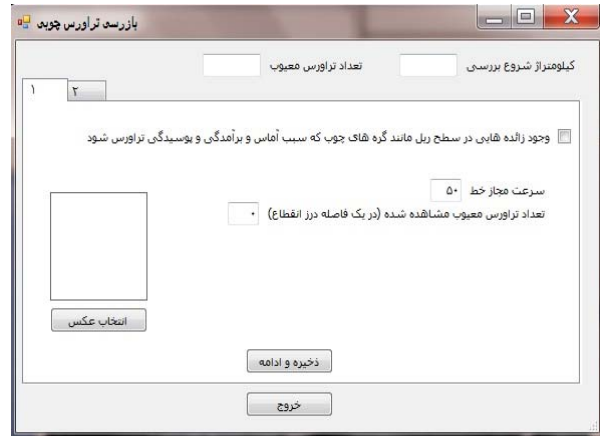 بازرسی تراورس چوبی
کیلومتراژ شروع بررسی
تعداد تراورس معیوب
۱
۲
وجود زائده هایی در سطح ریل مانند گره های چوب که سبب آماس و برآمدگی و پوسیدگی تراورس شود
سرعت مجاز خط ۵۰
تعداد تراورس معیوب مشاهده شده (در یک فاصله درز انقطاع) ۰
انتخاب عکس
ذخیره و ادامه
خروج